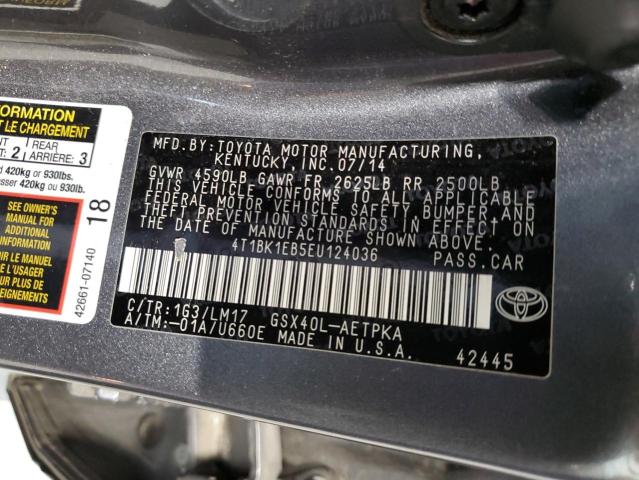 ORMATION
T LE CHARGEMENT
REAR
2 ARRIÈRE: 3
d 420kg or 930lbs.
sser 420kg ou 930lb.
SEE OWNER'S
MANUAL FOR
ADDITIONAL
INFORMATION
IR LE MANUEL
DE L'USAGER
18
42661-07140
MFD.BY:TOYOTA MOTOR MANUFACTURING,
KENTUCKY, INC.07/14
GVWR 4590LB GAWR FR 2625LB RR 2500LB
THIS VEHICLE CONFORMS TO ALL APPLICABLE
FEDERAL MOTOR VEHICLE SAFETY, BUMPER, AND
THEFT PREVENTION STANDARDS IN EFFECT ON
THE DATE OF MANUFACTURE SHOWN ABOVE.
4T1BK1EB5EU124036 PASS.CAR
C/TR:1G3/LM17 GSX40L-AETPKA
A/TM:-01A/U660E MADE IN U.S.A.
TOYOTA
42445